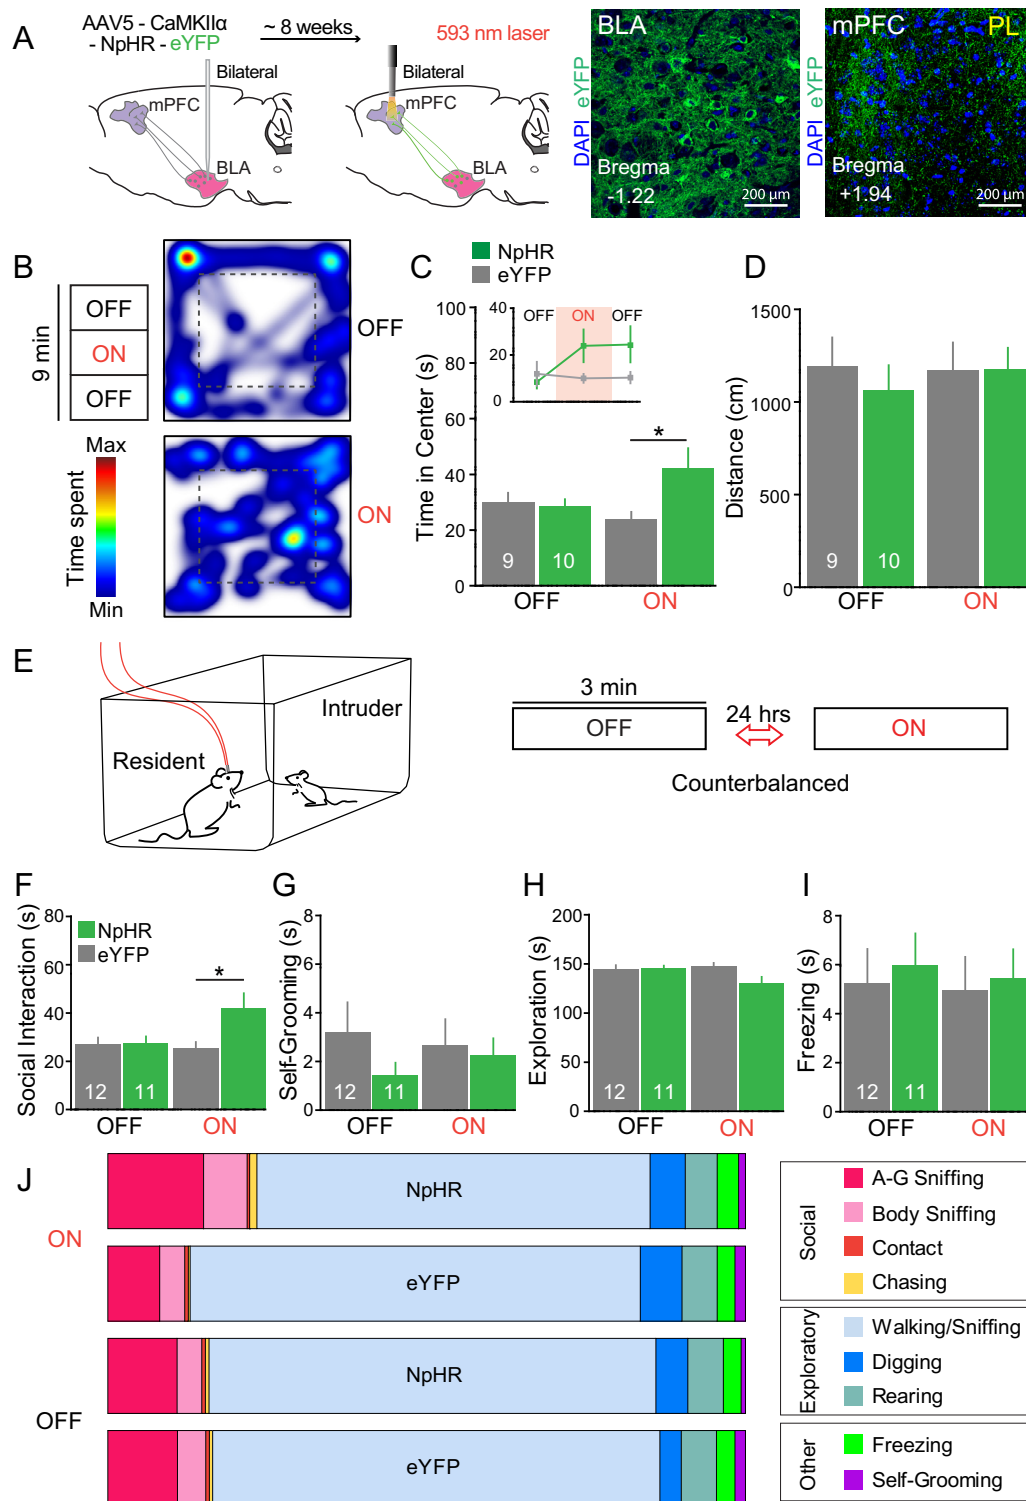 A
AAV5 - CaMKIIα
- NpHR - eYFP
~ 8 weeks
593 nm laser
Bilateral
mPFC
BLA
Bilateral
mPFC
BLA
DAPI eYFP
BLA
Bregma
-1.22
200 µm
DAPI eYFP
mPFC
PL
Bregma
+1.94
200 µm
B
9 min
OFF
ON
OFF
OFF
ON
Max
Time spent
Min
C
NpHR
eYFP
Time in Center (s)
100
80
60
40
20
0
40
20
0
OFF
ON
OFF
*
9
10
OFF
ON
D
Distance (cm)
1500
1000
500
0
9
10
OFF
ON
E
Resident
Intruder
3 min
OFF
24 hrs
ON
Counterbalanced
F
Social Interaction (s)
80
60
40
20
0
NpHR
eYFP
*
12
11
OFF
ON
G
Self-Grooming (s)
8
6
4
2
0
12
11
OFF
ON
H
Exploration (s)
200
150
100
50
0
12
11
OFF
ON
I
Freezing (s)
8
6
4
2
0
12
11
OFF
ON
J
ON
NpHR
eYFP
OFF
NpHR
eYFP
Social
A-G Sniffing
Body Sniffing
Contact
Chasing
Exploratory
Walking/Sniffing
Digging
Rearing
Other
Freezing
Self-Grooming